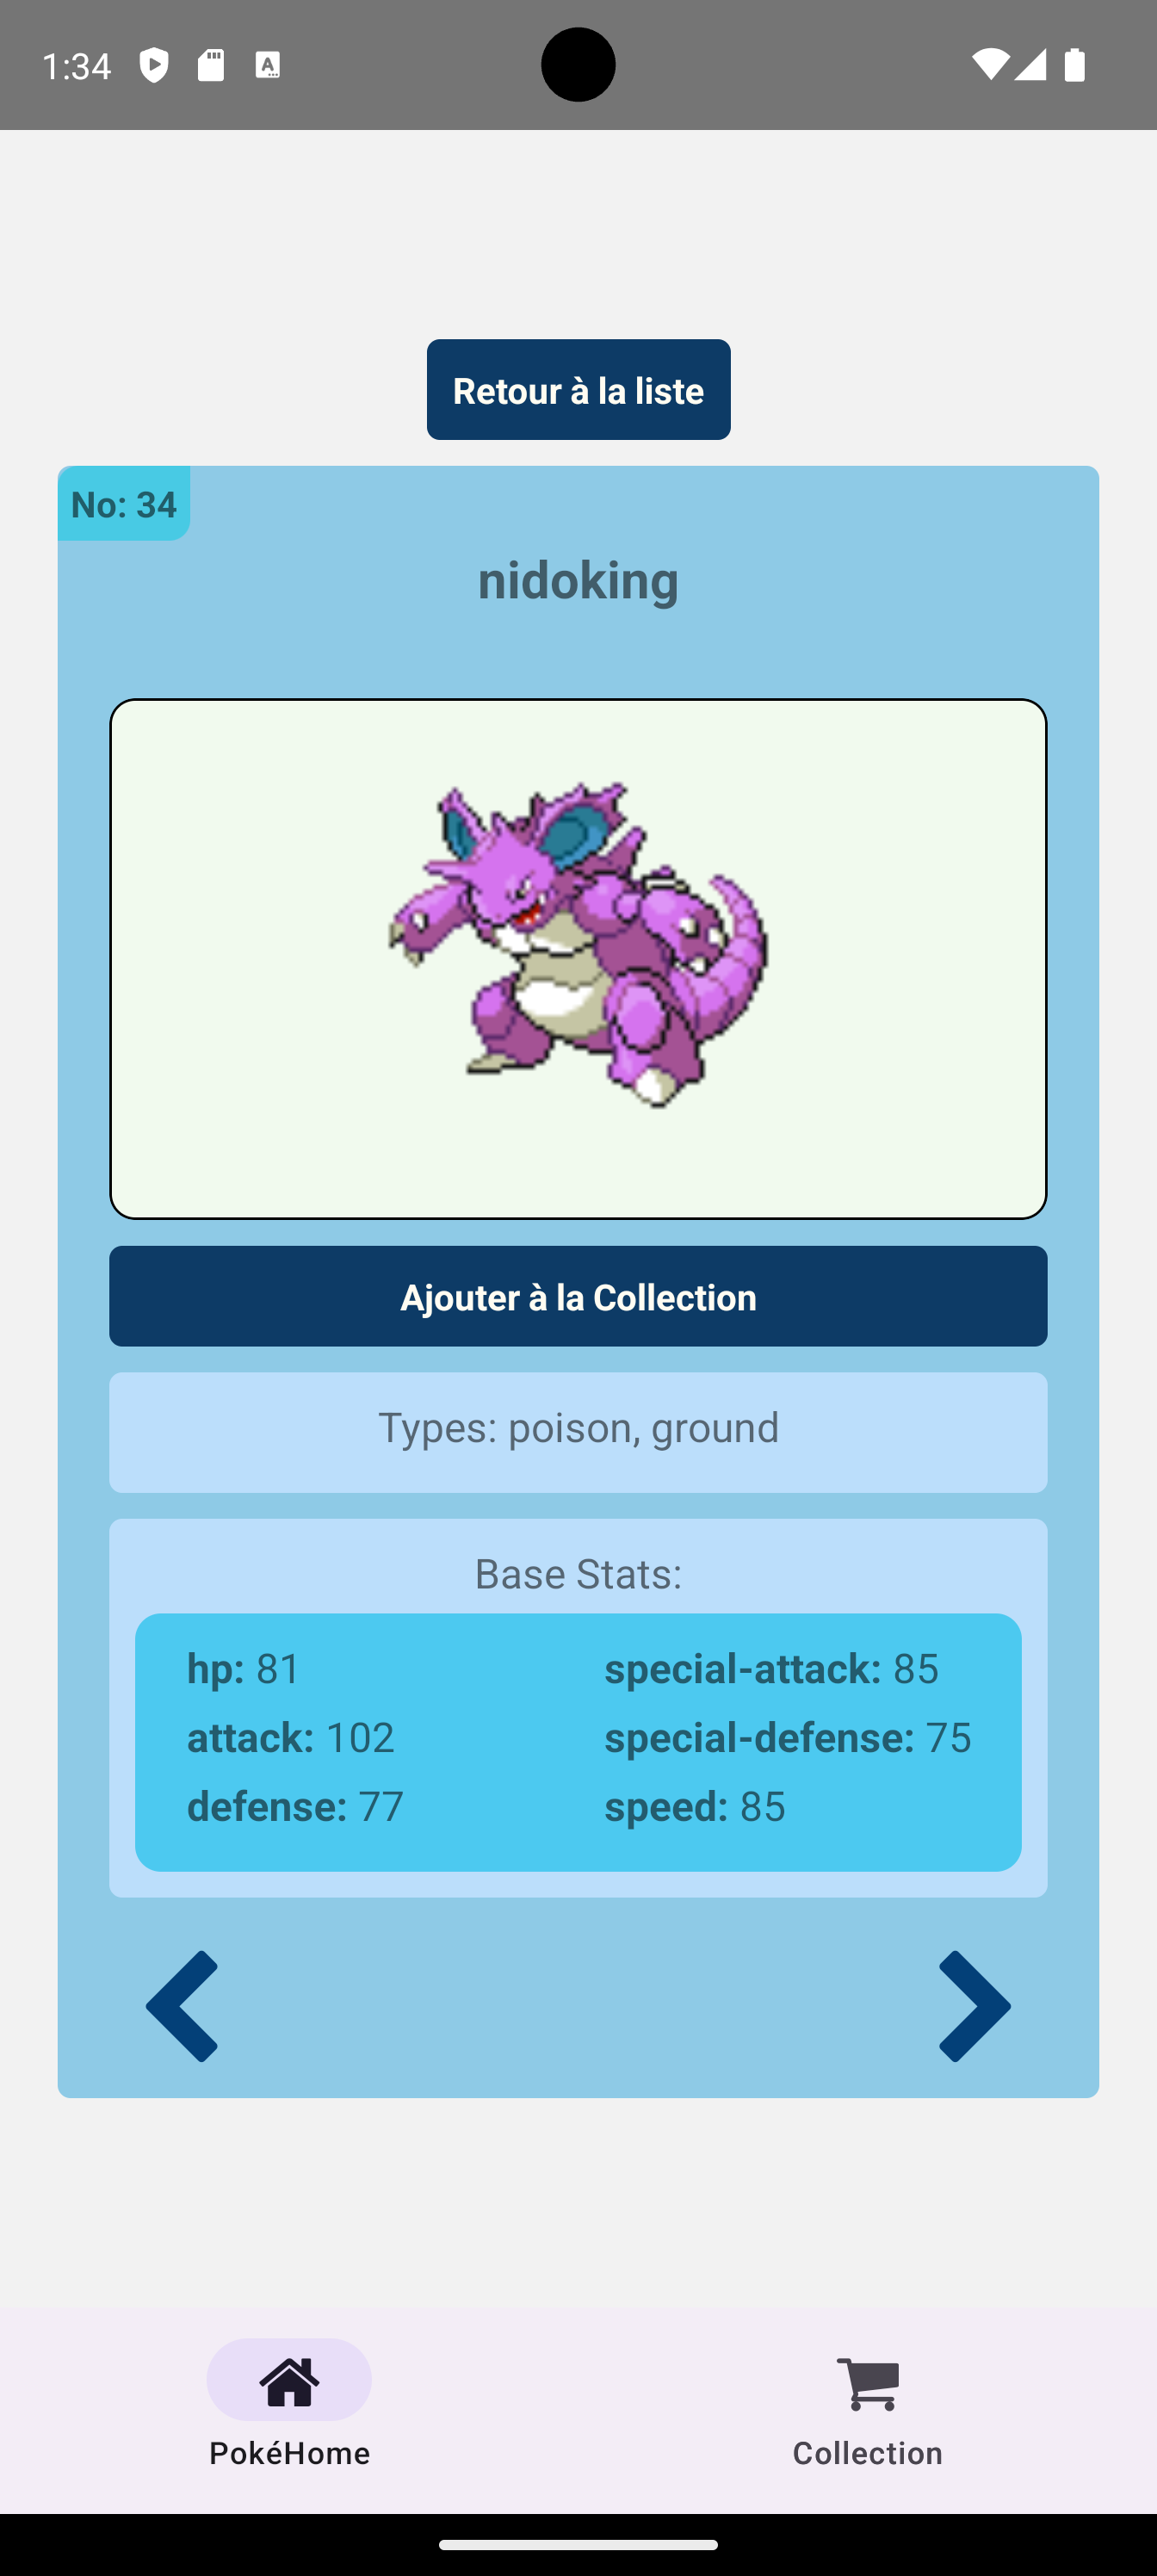 1:34
Retour à la liste
No: 34
nidoking
Ajouter à la Collection
Types: poison, ground
Base Stats:
hp: 81
attack: 102
defense: 77
special-attack: 85
special-defense: 75
speed: 85
PokéHome
Collection